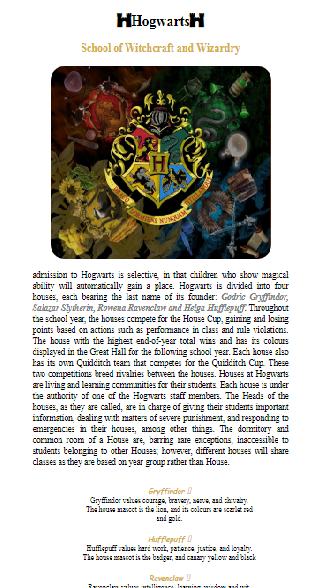 HHogwartsH
School of Witchcraft and Wizardry
H
admission to Hogwarts is selective, in that children who show magical
ability will automatically gain a place. Hogwarts is divided into four
houses, each bearing the last name of its founder: Godric Gryffindor,
Salazar Slytherin, Rowena Ravenclaw and Helga Hufflepuff. Throughout
the school year, the houses compete for the House Cup, gaining and losing
points based on actions such as performance in class and rule violations.
The house with the highest end-of-year total wins and has its colours
displayed in the Great Hall for the following school year. Each house also
has its own Quidditch team that competes for the Quidditch Cup. These
two competitions breed rivalries between the houses. Houses at Hogwarts
are living and learning communities for their students. Each house is under
the authority of one of the Hogwarts staff members. The Heads of the
houses, as they are called, are in charge of giving their students important
information, dealing with matters of severe punishment, and responding to
emergencies in their houses, among other things. The dormitory and
common room of a House are, barring rare exceptions, inaccessible to
students belonging to other Houses; however, different houses will share
classes as they are based on year group rather than House.
Gryffindor
Gryffindor values courage, bravery, nerve, and chivalry.
The house mascot is the lion, and its colours are scarlet red
and gold.
Hufflepuff
Hufflepuff values hard work, patience, justice, and loyalty.
The house mascot is the badger, and canary yellow and black
Ravenclaw
Ravenclaw values intelligence, learning, wisdom and wit.